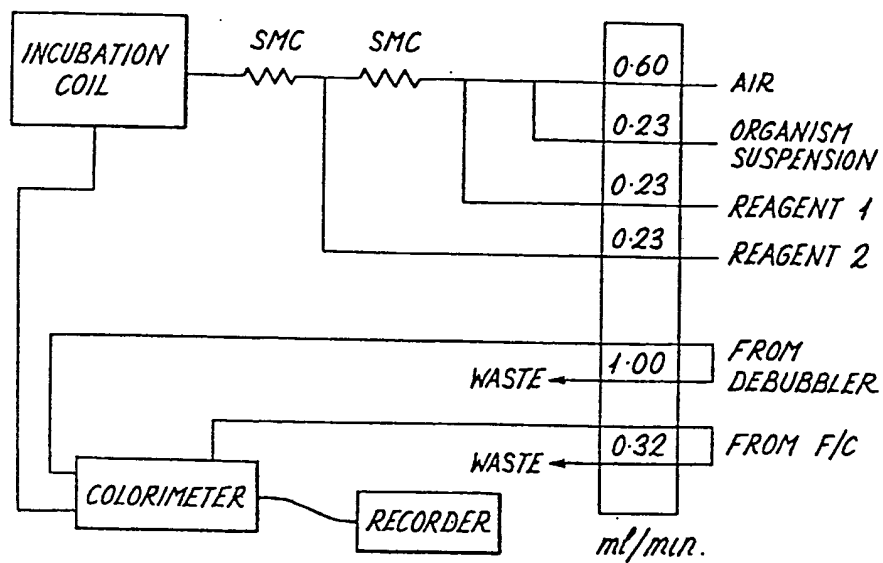 INCUBATION
COIL
SMC
SMC
0·60
AIR
0·23
ORGANISM
SUSPENSION
0·23
REAGENT 1
0·23
REAGENT 2
1·00
FROM
DEBUBBLER
WASTE
0·32
FROM F/C
WASTE
COLORIMETER
RECORDER
ml/min.